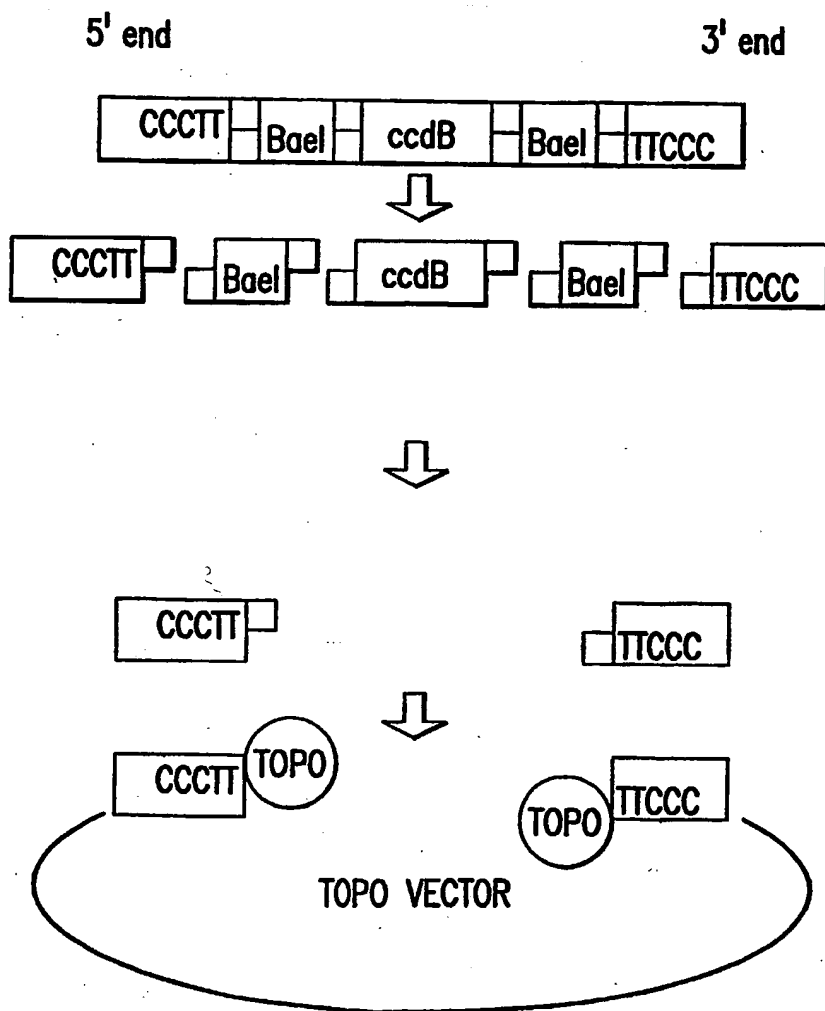 5' end 3' end
CCCTT BaeI ccdB BaeI TTCCC
CCCTT BaeI ccdB BaeI TTCCC
CCCTT TTCCC
CCCTT TOPO TOPO TTCCC
TOPO VECTOR